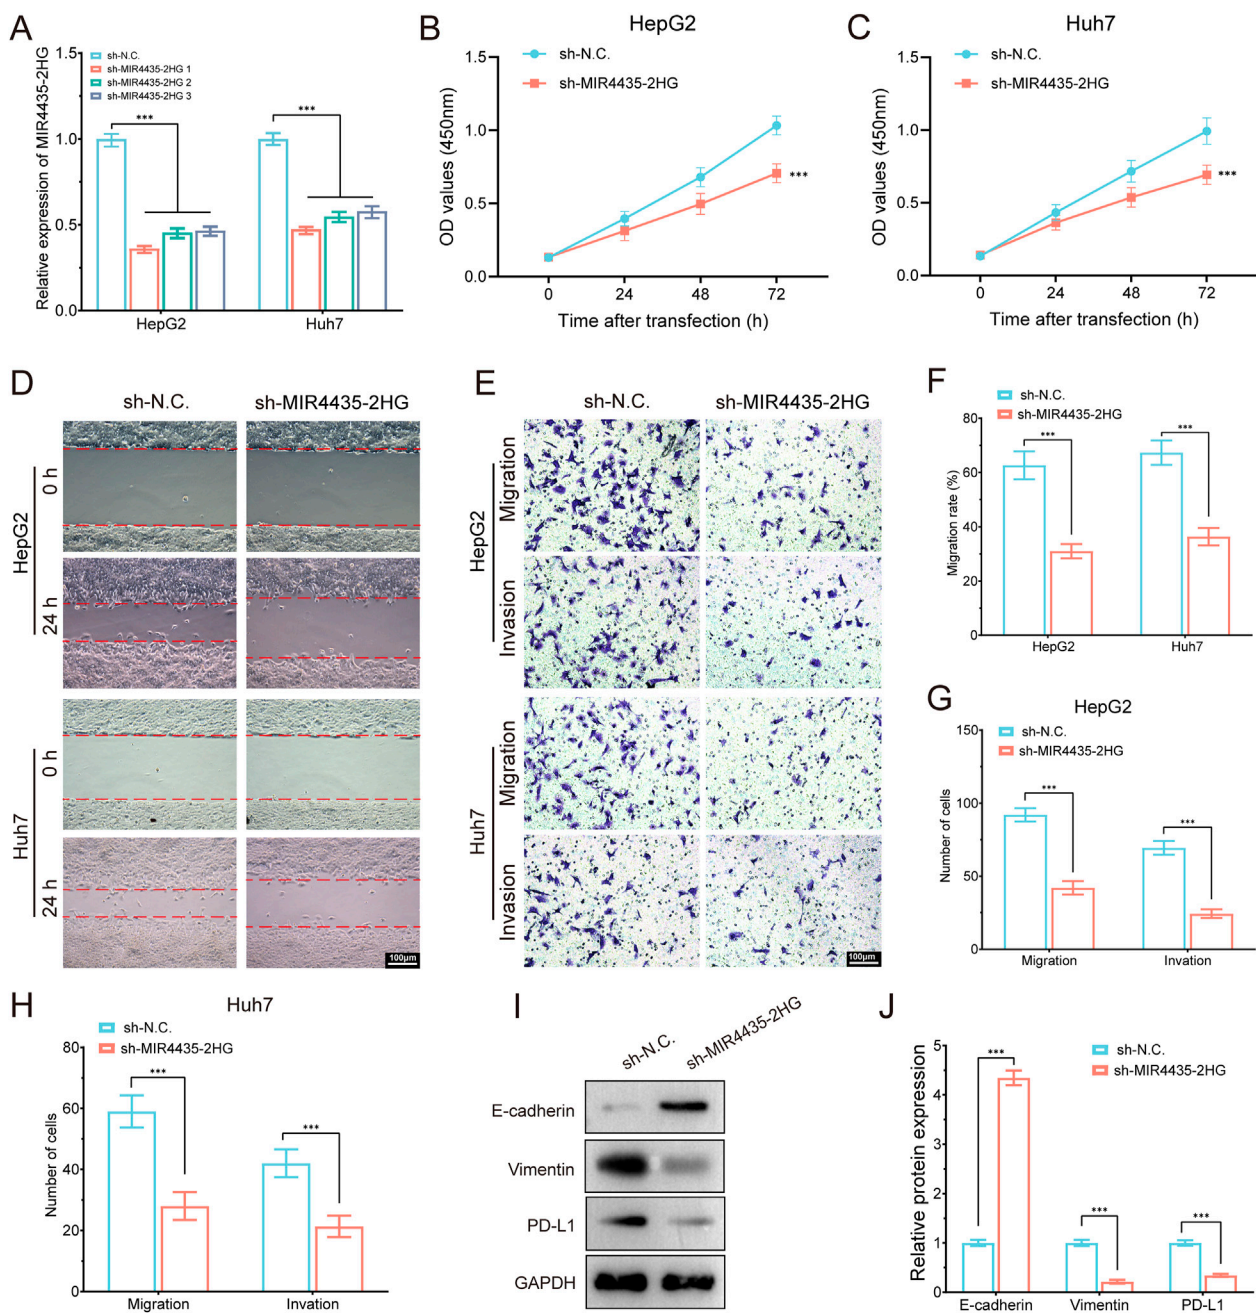 A
sh-N.C.
sh-MIR4435-2HG 1
sh-MIR4435-2HG 2
sh-MIR4435-2HG 3
Relative expression of MIR4435-2HG
1.5
1.0
0.5
0.0
***
***
HepG2
Huh7
B
HepG2
sh-N.C.
sh-MIR4435-2HG
OD values (450nm)
1.5
1.0
0.5
0.0
***
0 24 48 72
Time after transfection (h)
C
Huh7
sh-N.C.
sh-MIR4435-2HG
OD values (450nm)
1.5
1.0
0.5
0.0
***
0 24 48 72
Time after transfection (h)
D
sh-N.C. sh-MIR4435-2HG
HepG2
0 h
24 h
Huh7
0 h
24 h
100μm
E
sh-N.C. sh-MIR4435-2HG
HepG2
Migration
Invasion
Huh7
Migration
Invasion
100μm
F
sh-N.C.
sh-MIR4435-2HG
Migration rate (%)
80
60
40
20
0
***
***
HepG2 Huh7
G
HepG2
sh-N.C.
sh-MIR4435-2HG
Number of cells
150
100
50
0
***
***
Migration Invation
H
Huh7
sh-N.C.
sh-MIR4435-2HG
Number of cells
80
60
40
20
0
***
***
Migration Invation
I
sh-N.C.
sh-MIR4435-2HG
E-cadherin
Vimentin
PD-L1
GAPDH
J
sh-N.C.
sh-MIR4435-2HG
Relative protein expression
5
4
5
2
1
0
***
***
***
E-cadherin Vimentin PD-L1